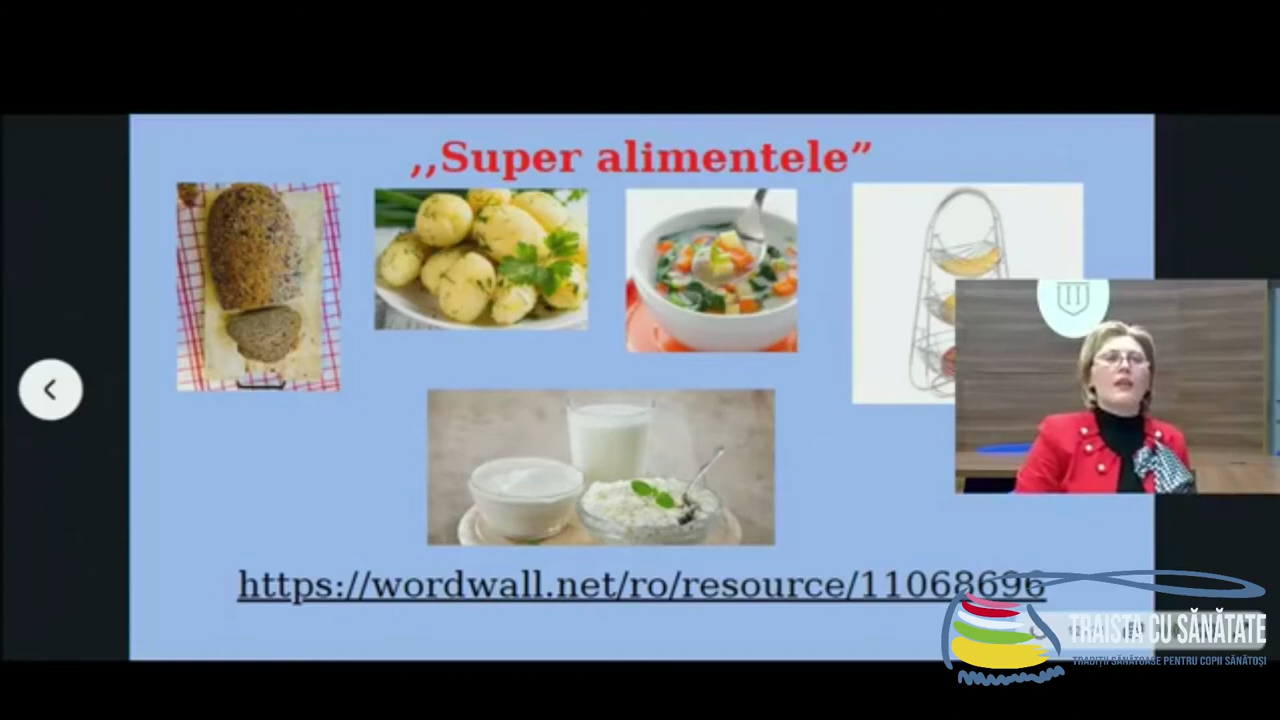 ,,Super alimentele”
https://wordwall.net/ro/resource/11068696
TRAISTA CU SĂNĂTATE
TRADIȚII SĂNĂTOASE PENTRU COPII SĂNĂTOȘI